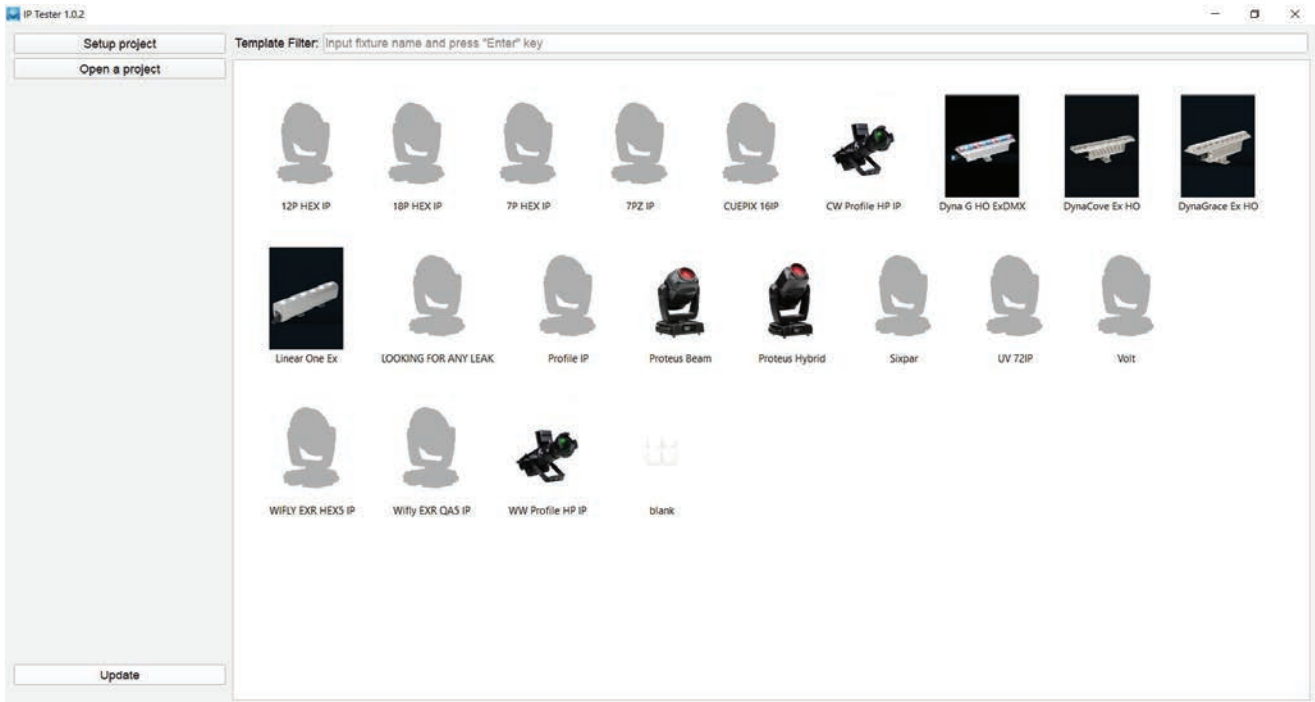 IP Tester 1.0.2
Setup project
Template Filter: Input fixture name and press "Enter" key
Open a project
12P HEX IP
18P HEX IP
7P HEX IP
7PZ IP
CUEPIX 16IP
CW Profile HP IP
Dyna G HO ExDMX
DynaCove Ex HO
DynaGrace Ex HO
Linear One Ex
LOOKING FOR ANY LEAK
Profile IP
Proteus Beam
Proteus Hybrid
Sixpar
UV 72IP
Volt
WIFLY EXR HEX5 IP
Wifly EXR QA5 IP
WW Profile HP IP
blank
Update